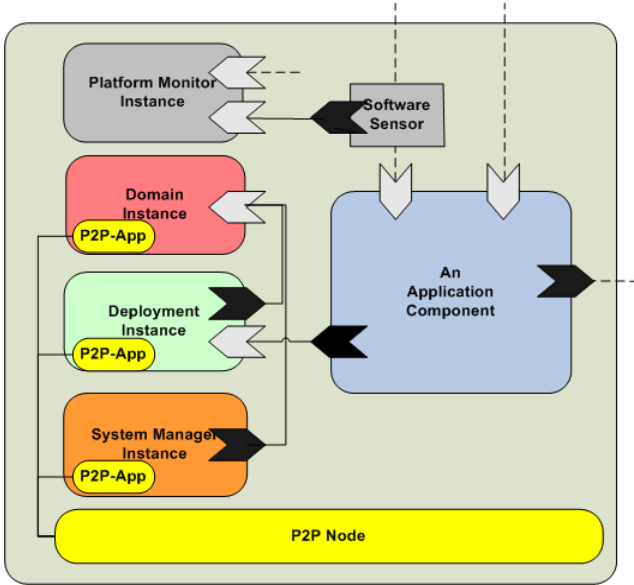 Platform Monitor
Instance
Software
Sensor
Domain
Instance
P2P-App
An
Application
Component
Deployment
Instance
P2P-App
System Manager
Instance
P2P-App
P2P Node